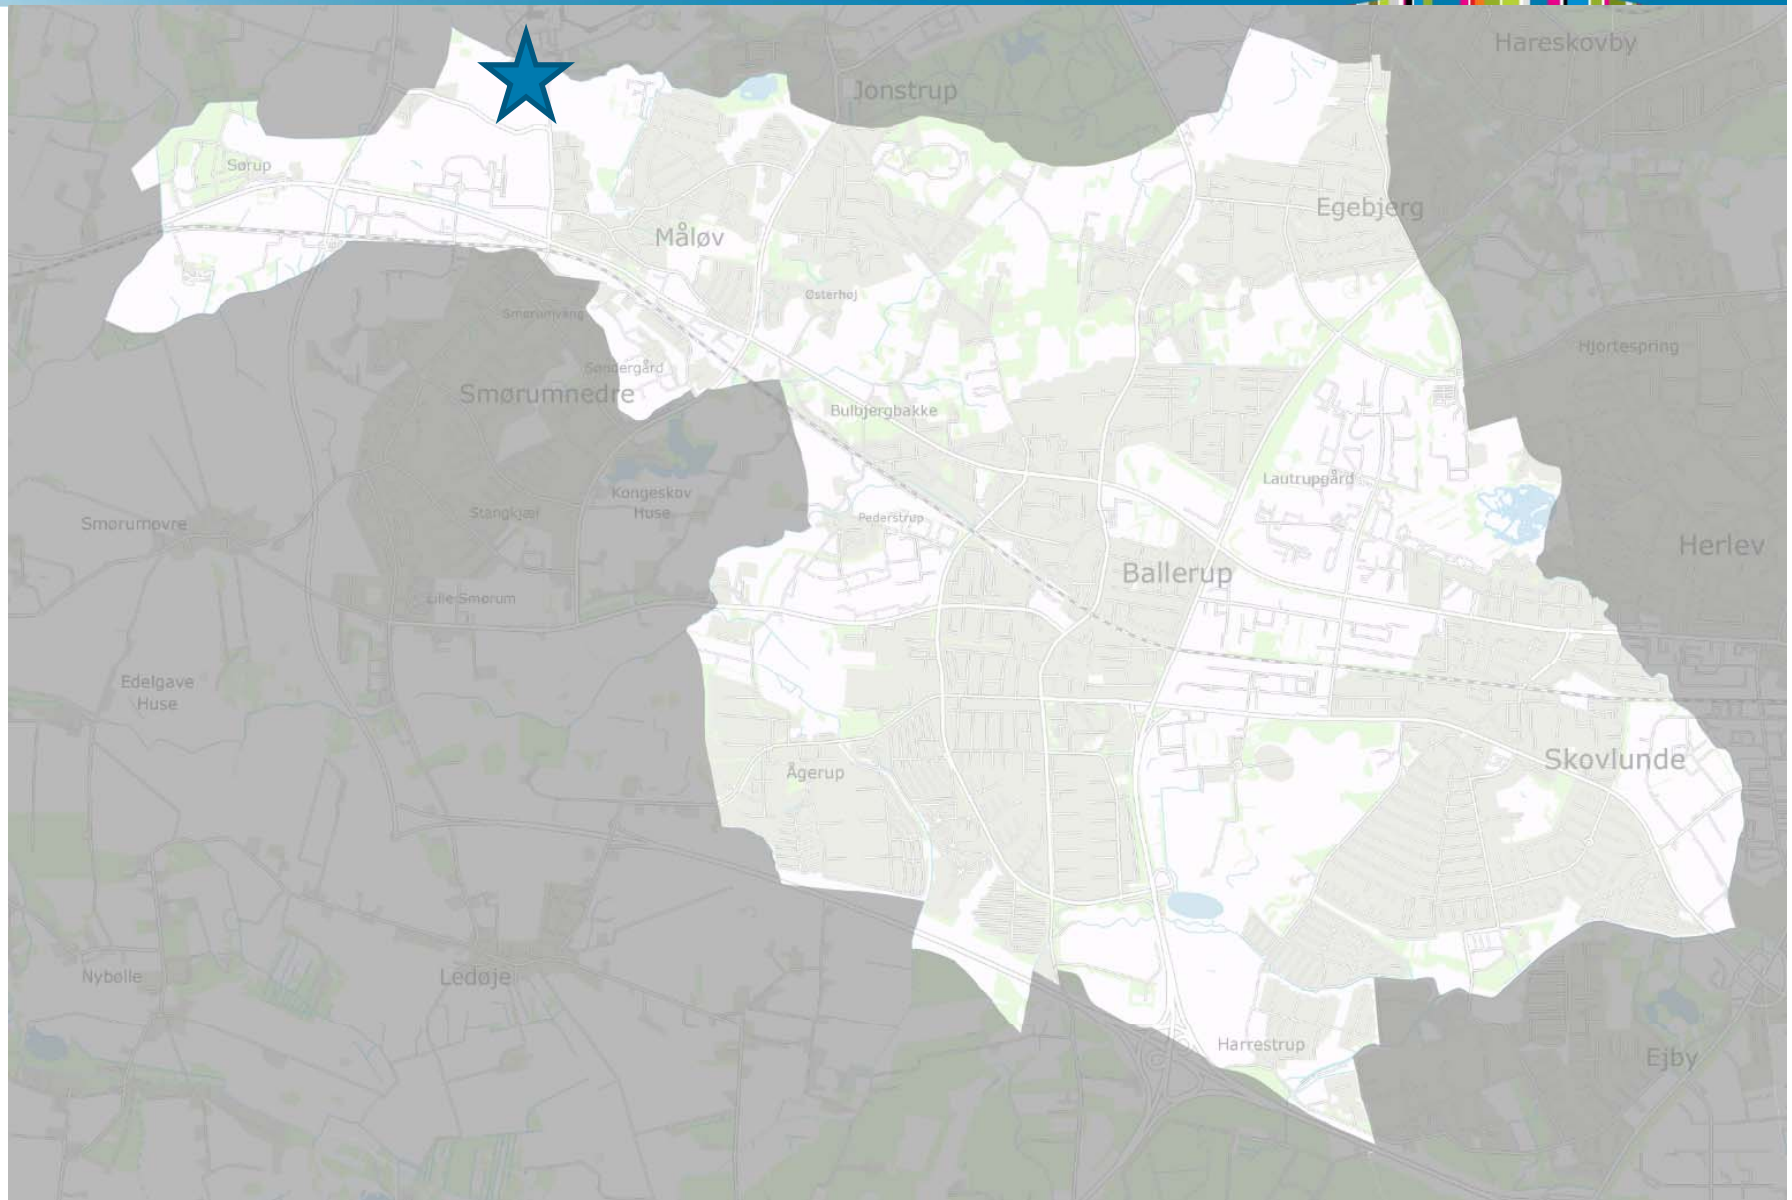 Hareskovby
Jonstrup
Sørup
Egebjerg
Måløv
Østerhøj
Smørumvang
Hjortespring
Søndergård
Smørumnedre
Bulbjergbakke
Lautrupgård
Kongeskov
Huse
Stangkjær
Pederstrup
Smørumovre
Herlev
Ballerup
Lille Smørum
Edelgave
Huse
Skovlunde
Ågerup
Nybølle
Ledøje
Harrestrup
Ejby